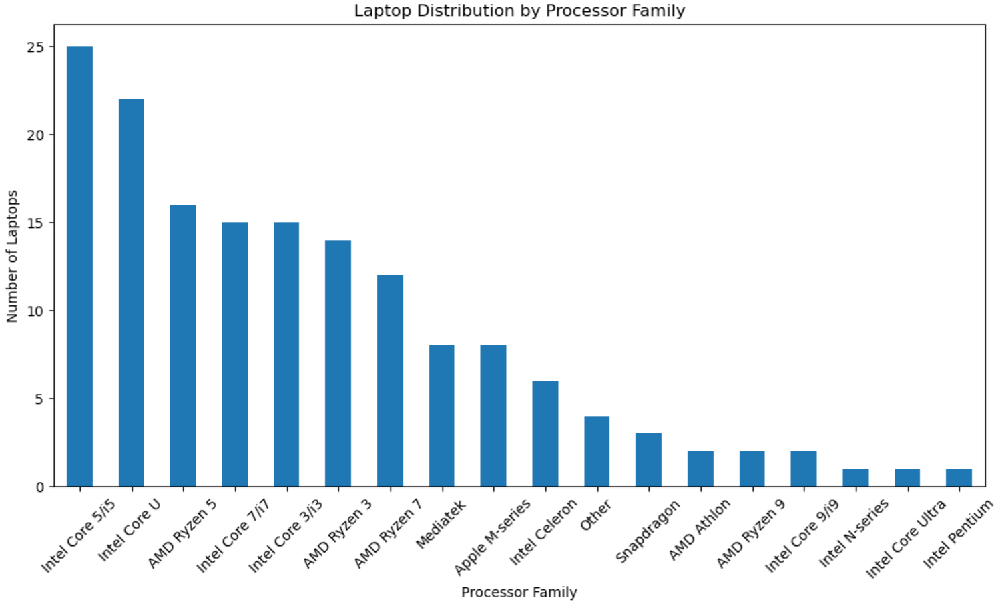 Laptop Distribution by Processor Family
Number of Laptops
25
20
15
10
5
0
Intel Core 5/i5
Intel Core U
AMD Ryzen 5
Intel Core 7/i7
Intel Core 3/i3
AMD Ryzen 3
AMD Ryzen 7
Mediatek
Apple M-series
Intel Celeron
Other
Snapdragon
AMD Athlon
AMD Ryzen 9
Intel Core 9/i9
Intel N-series
Intel Core Ultra
Intel Pentium
Processor Family